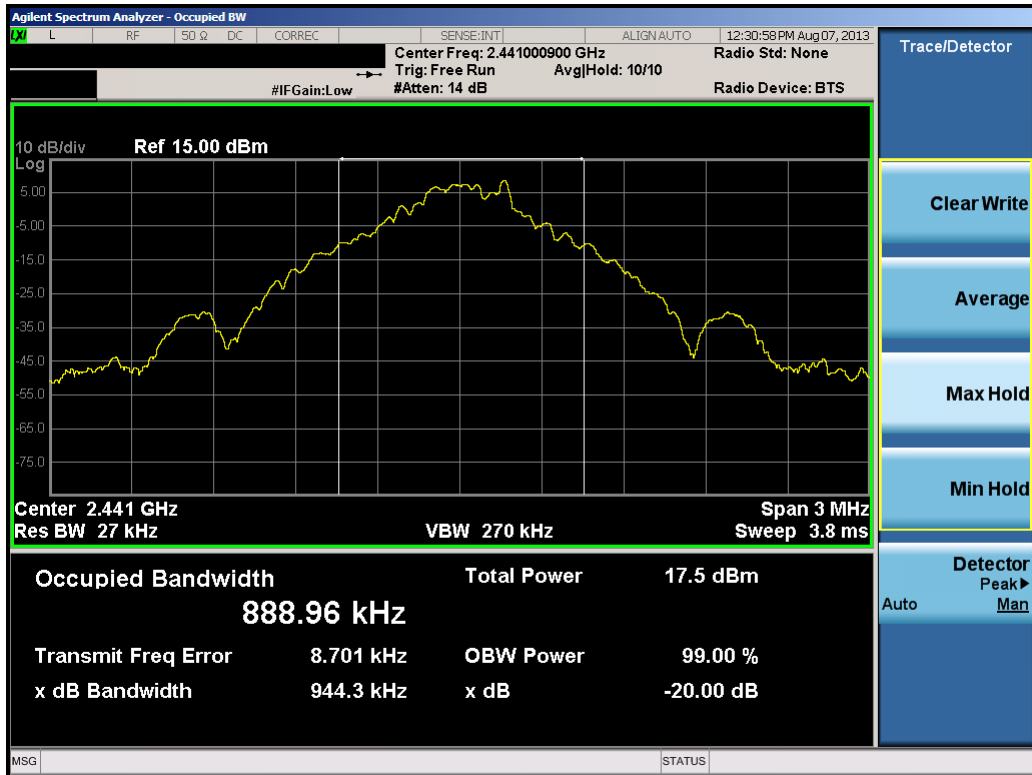 Agilent Spectrum Analyzer - Occupied BW
LXI L RF 50 Ω DC CORREC SENSE:INT ALIGN AUTO 12:30:58 PM Aug 07, 2013
Center Freq: 2.441000900 GHz Radio Std: None
Trig: Free Run Avg|Hold: 10/10
#IFGain:Low #Atten: 14 dB Radio Device: BTS
10 dB/div Ref 15.00 dBm
Log
5.00
-5.00
-15.0
-25.0
-35.0
-45.0
-55.0
-65.0
-75.0
Center 2.441 GHz Span 3 MHz
Res BW 27 kHz VBW 270 kHz Sweep 3.8 ms
Occupied Bandwidth Total Power 17.5 dBm
888.96 kHz
Transmit Freq Error 8.701 kHz OBW Power 99.00 %
x dB Bandwidth 944.3 kHz x dB -20.00 dB
MSG STATUS
Trace/Detector
Clear Write
Average
Max Hold
Min Hold
Detector
Peak▶
Auto Man